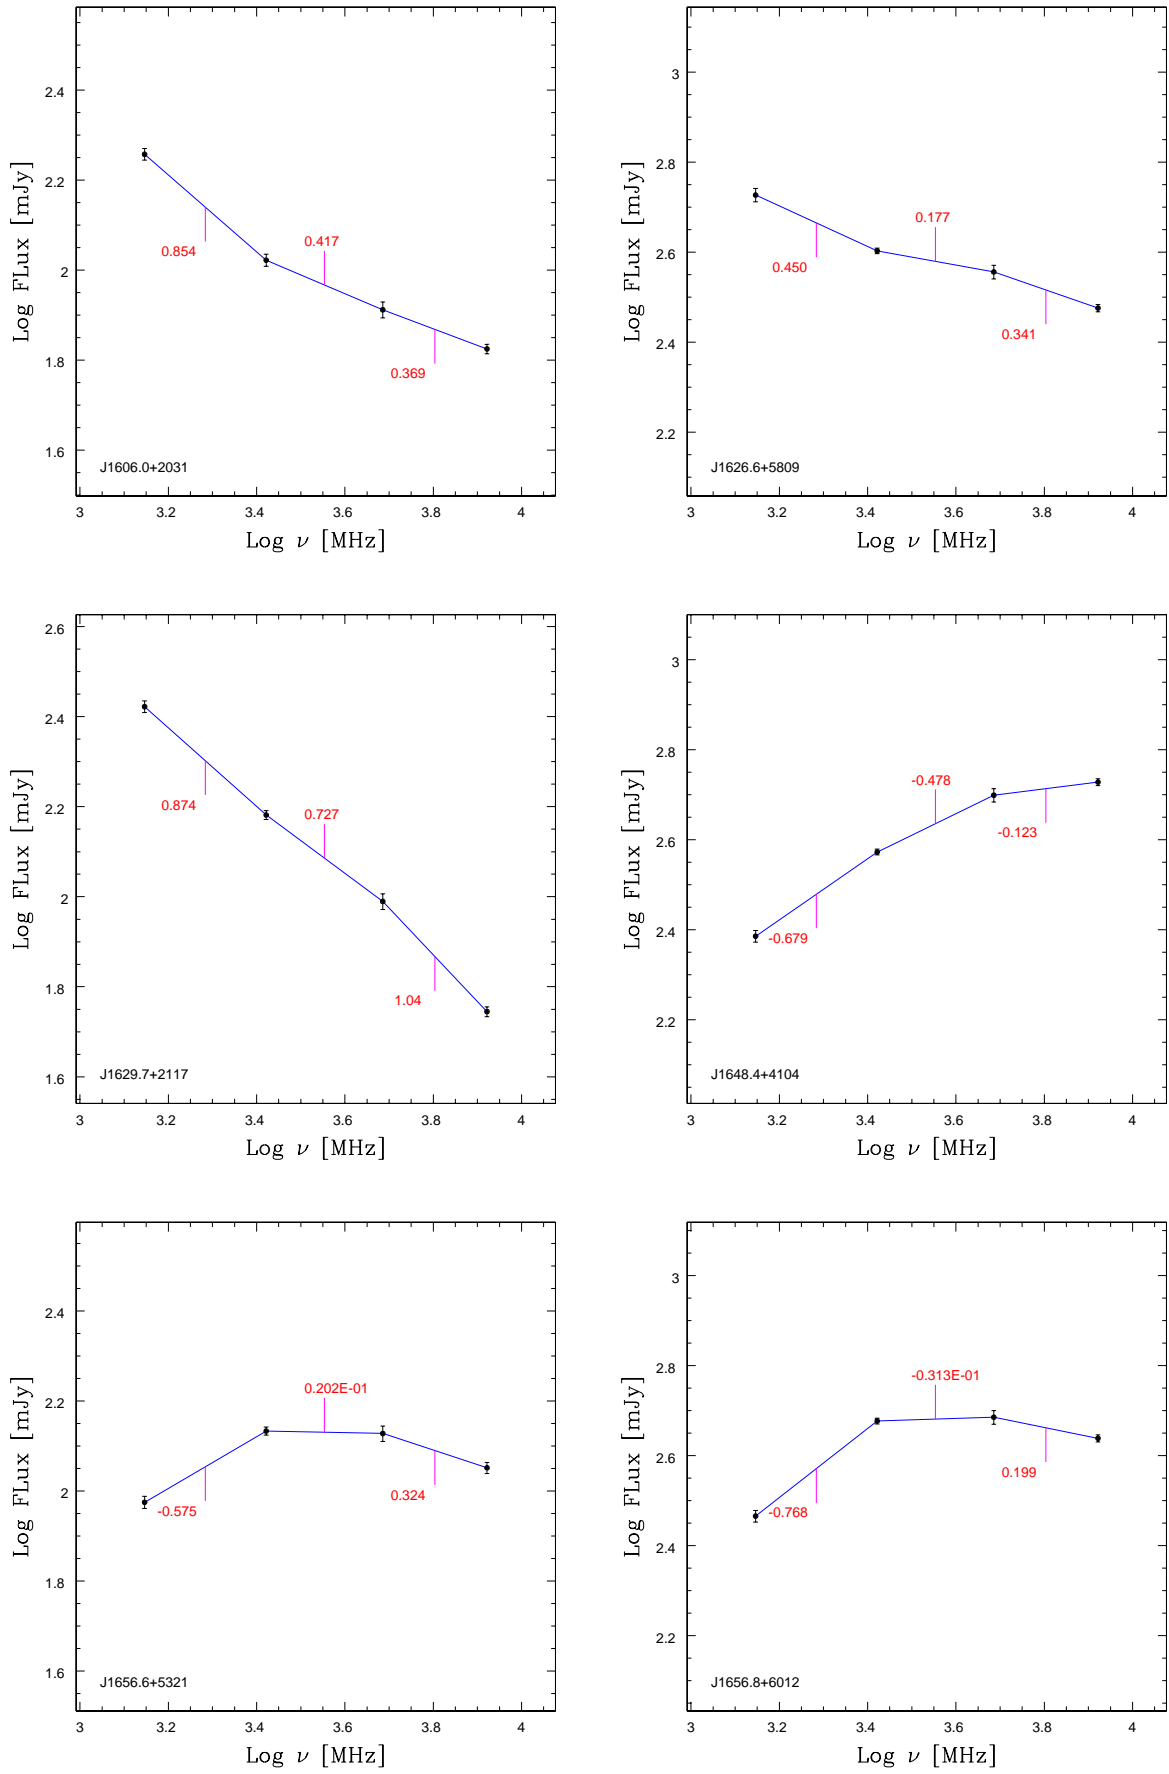 2.4
2.2
2
1.8
1.6
Log FLux [mJy]
0.854
0.417
0.369
J1606.0+2031
3 3.2 3.4 3.6 3.8 4
Log ν [MHz]
3
2.8
2.6
2.4
2.2
Log FLux [mJy]
0.450
0.177
0.341
J1626.6+5809
3 3.2 3.4 3.6 3.8 4
Log ν [MHz]
2.6
2.4
2.2
2
1.8
1.6
Log FLux [mJy]
0.874
0.727
1.04
J1629.7+2117
3 3.2 3.4 3.6 3.8 4
Log ν [MHz]
3
2.8
2.6
2.4
2.2
Log FLux [mJy]
-0.679
-0.478
-0.123
J1648.4+4104
3 3.2 3.4 3.6 3.8 4
Log ν [MHz]
2.4
2.2
2
1.8
1.6
Log FLux [mJy]
-0.575
0.202E-01
0.324
J1656.6+5321
3 3.2 3.4 3.6 3.8 4
Log ν [MHz]
3
2.8
2.6
2.4
2.2
Log FLux [mJy]
-0.768
-0.313E-01
0.199
J1656.8+6012
3 3.2 3.4 3.6 3.8 4
Log ν [MHz]